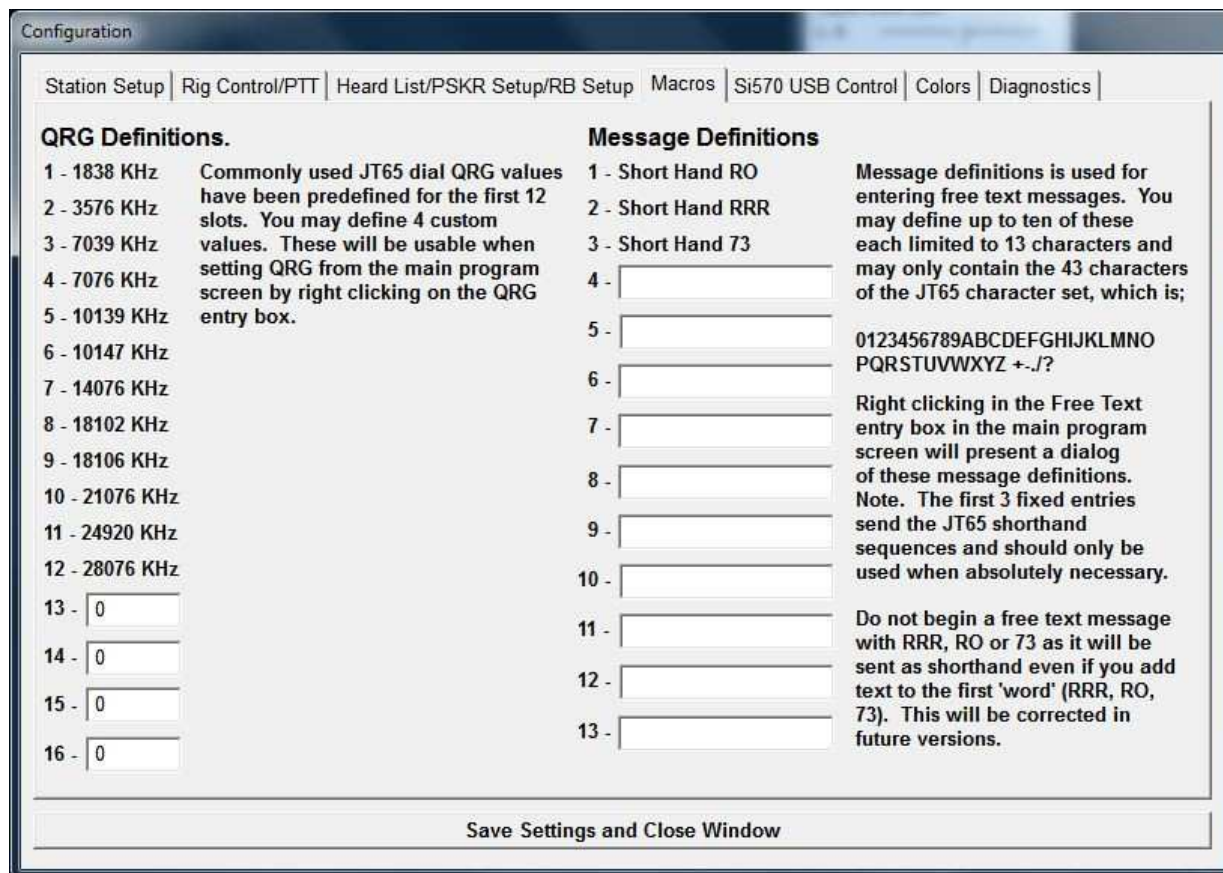 Configuration
Station Setup Rig Control/PTT Heard List/PSKR Setup/RB Setup Macros Si570 USB Control Colors Diagnostics
QRG Definitions.
1 - 1838 KHz
2 - 3576 KHz
3 - 7039 KHz
4 - 7076 KHz
5 - 10139 KHz
6 - 10147 KHz
7 - 14076 KHz
8 - 18102 KHz
9 - 18106 KHz
10 - 21076 KHz
11 - 24920 KHz
12 - 28076 KHz
13 - 0
14 - 0
15 - 0
16 - 0
Commonly used JT65 dial QRG values
have been predefined for the first 12
slots. You may define 4 custom
values. These will be usable when
setting QRG from the main program
screen by right clicking on the QRG
entry box.
Message Definitions
1 - Short Hand RO
2 - Short Hand RRR
3 - Short Hand 73
4 -
5 -
6 -
7 -
8 -
9 -
10 -
11 -
12 -
13 -
Message definitions is used for
entering free text messages. You
may define up to ten of these
each limited to 13 characters and
may only contain the 43 characters
of the JT65 character set, which is;
0123456789ABCDEFGHIJKLMNO
PQRSTUVWXYZ +-./?
Right clicking in the Free Text
entry box in the main program
screen will present a dialog
of these message definitions.
Note. The first 3 fixed entries
send the JT65 shorthand
sequences and should only be
used when absolutely necessary.
Do not begin a free text message
with RRR, RO or 73 as it will be
sent as shorthand even if you add
text to the first 'word' (RRR, RO,
73). This will be corrected in
future versions.
Save Settings and Close Window